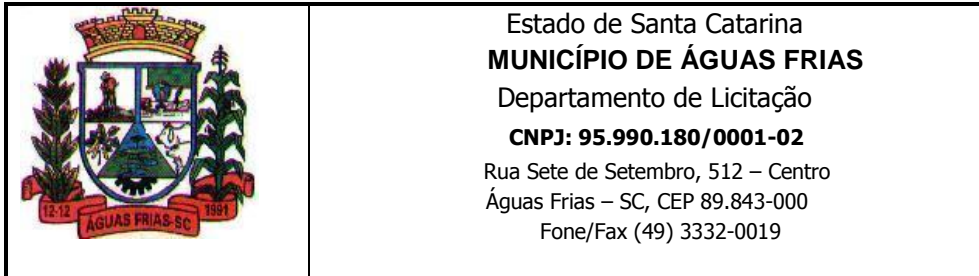 12-12
ÁGUAS FRIAS-SC
1991
Estado de Santa Catarina
MUNICÍPIO DE ÁGUAS FRIAS
Departamento de Licitação
CNPJ: 95.990.180/0001-02
Rua Sete de Setembro, 512 – Centro
Águas Frias – SC, CEP 89.843-000
Fone/Fax (49) 3332-0019